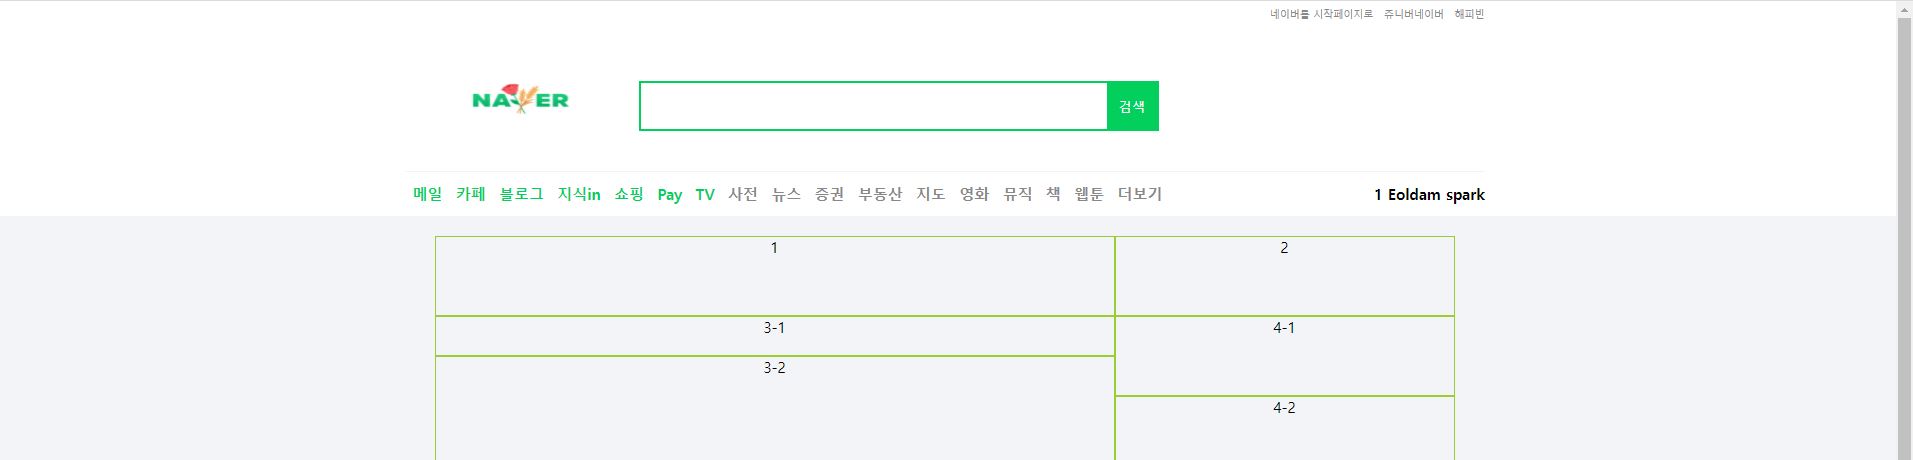 네이버를 시작페이지로 쥬니버네이버 해피빈
NAVER
검색
메일 카페 블로그 지식in 쇼핑 Pay TV 사전 뉴스 증권 부동산 지도 영화 뮤직 책 웹툰 더보기 1 Eoldam spark
1 2
3-1 4-1
3-2
4-2